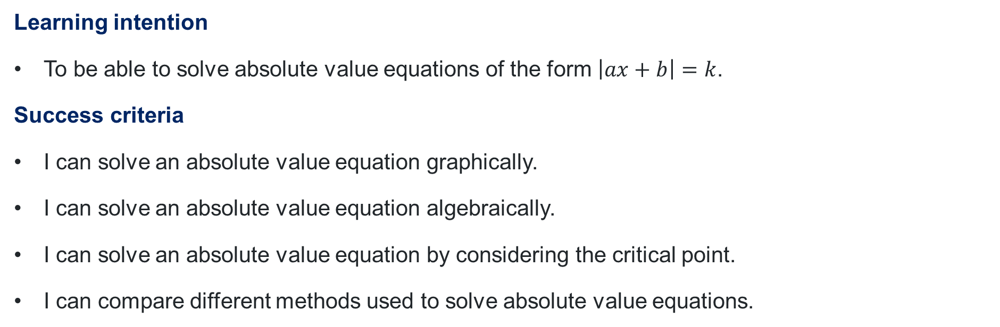 Learning intention
• To be able to solve absolute value equations of the form |𝑎𝑥 + 𝑏| = 𝑘.
Success criteria
• I can solve an absolute value equation graphically.
• I can solve an absolute value equation algebraically.
• I can solve an absolute value equation by considering the critical point.
• I can compare different methods used to solve absolute value equations.